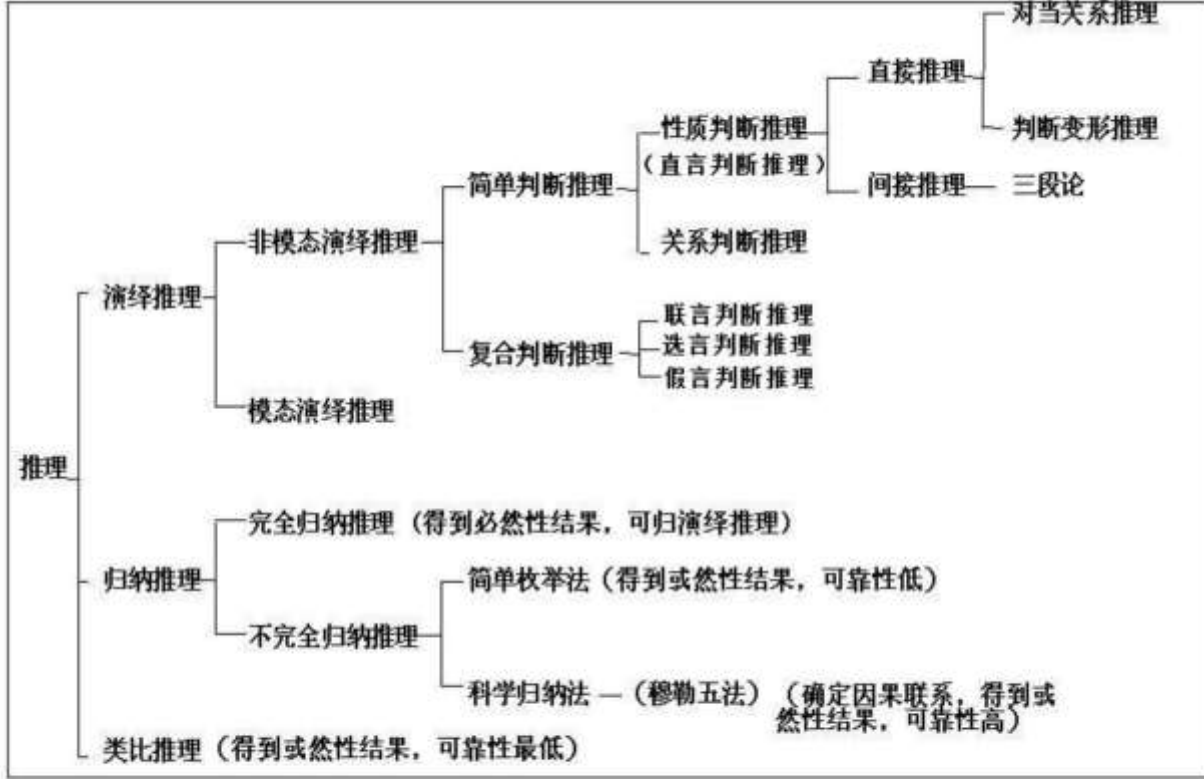 对当关系推理
直接推理
性质判断推理
判断变形推理
(直言判断推理)
简单判断推理
间接推理
三段论
非模态演绎推理
关系判断推理
演绎推理
联言判断推理
复合判断推理
选言判断推理
假言判断推理
模态演绎推理
推理
完全归纳推理(得到必然性结果,可归演绎推理)
归纳推理
简单枚举法(得到或然性结果,可靠性低)
不完全归纳推理
科学归纳法 — (穆勒五法) (确定因果联系,得到或
然性结果,可靠性高)
类比推理(得到或然性结果,可靠性最低)